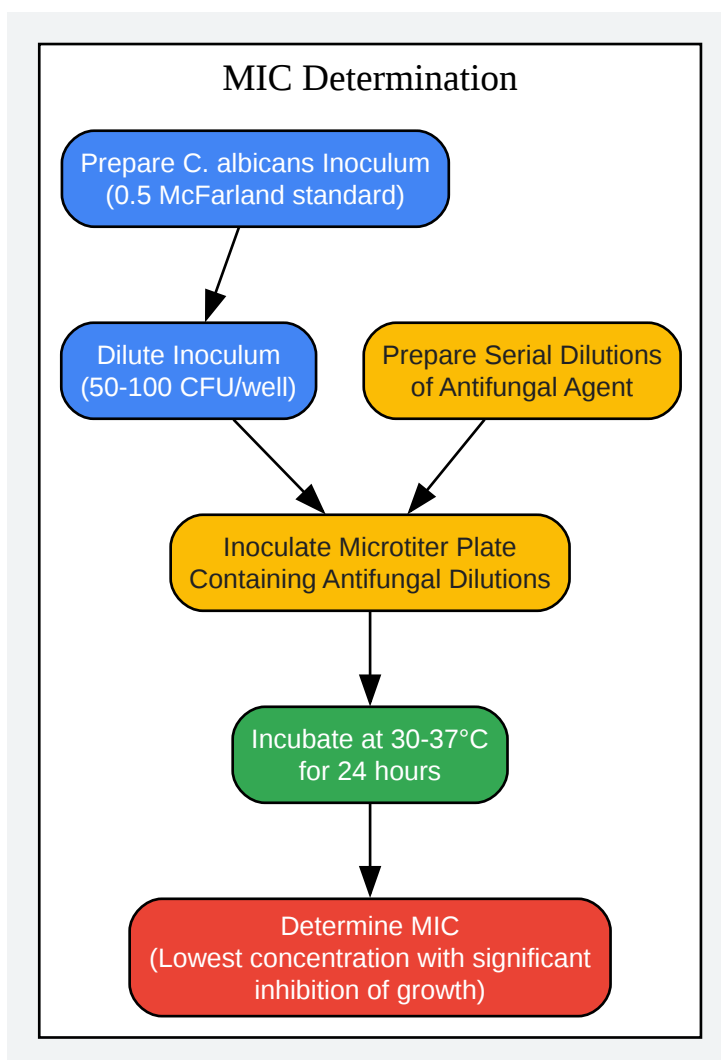 MIC Determination
Prepare C. albicans Inoculum
(0.5 McFarland standard)
Dilute Inoculum
(50-100 CFU/well)
Prepare Serial Dilutions
of Antifungal Agent
Inoculate Microtiter Plate
Containing Antifungal Dilutions
Incubate at 30-37°C
for 24 hours
Determine MIC
(Lowest concentration with significant
inhibition of growth)